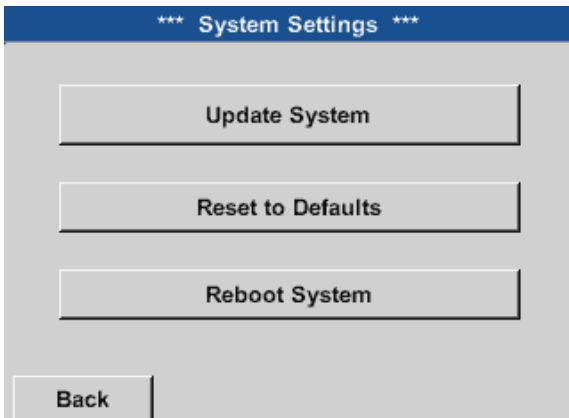 *** System Settings ***
Update System
Reset to Defaults
Reboot System
Back